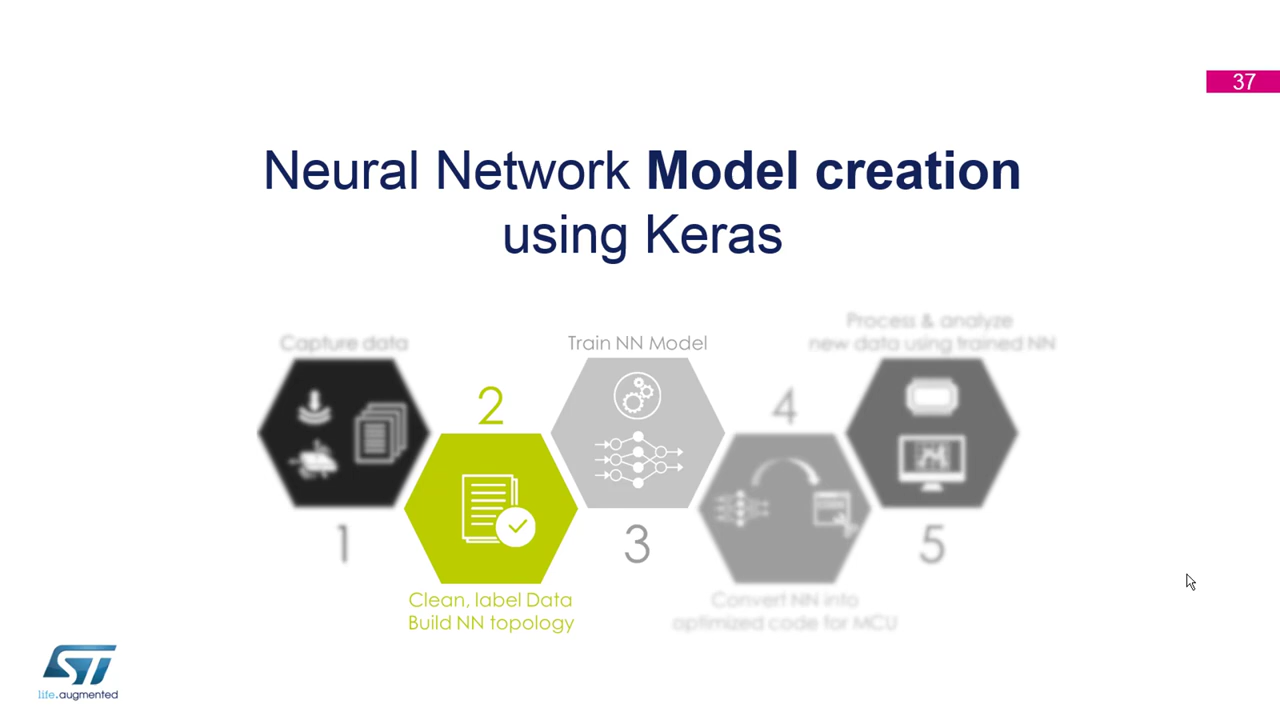 37
Neural Network Model creation
using Keras
Capture data
1
2
Clean, label Data
Build NN topology
Train NN Model
3
4
Convert NN into
optimized code for MCU
Process & analyze
new data using trained NN
5
ST
life.augmented